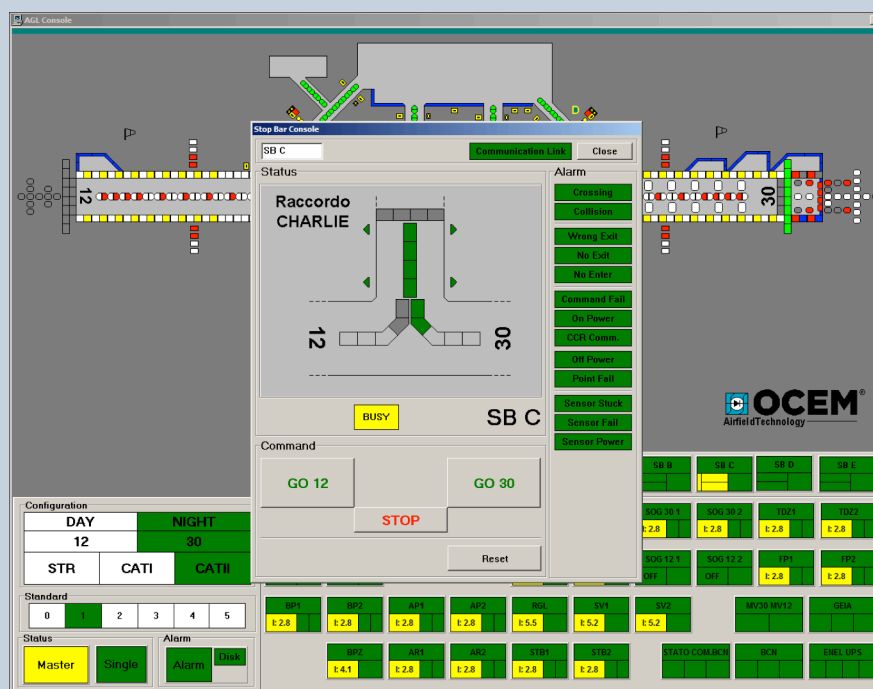 AGL Console
D
Stop Bar Console
SB C
Communication Link
Close
Status
Alarm
Raccordo
CHARLIE
12
30
BUSY
SB C
Crossing
Collision
Wrong Exit
No Exit
No Enter
Command Fail
On Power
CCR Comm.
Off Power
Point Fail
Sensor Stuck
Sensor Fail
Sensor Power
Command
GO 12
GO 30
STOP
Reset
12
30
OCEM®
AirfieldTechnology
SB B
SB C
SB D
SB E
SOG 30 1
SOG 30 2
TDZ1
TDZ2
I: 2.8
I: 2.8
I: 2.8
I: 2.8
SOG 12 1
SOG 12 2
FP1
FP2
OFF
OFF
I: 2.8
I: 2.8
BP1
BP2
AP1
AP2
RGL
SV1
SV2
MV30 MV12
GEIA
I: 2.8
I: 2.8
I: 2.8
I: 2.8
I: 5.5
I: 5.2
I: 5.2
BPZ
AR1
AR2
STB1
STB2
STATO COM.BCN
BCN
ENEL UPS
I: 4.1
I: 2.8
I: 2.8
I: 2.8
I: 2.8
Configuration
DAY
NIGHT
12
30
STR
CATI
CATII
Standard
0
1
2
3
4
5
Status
Alarm
Master
Single
Alarm
Disk